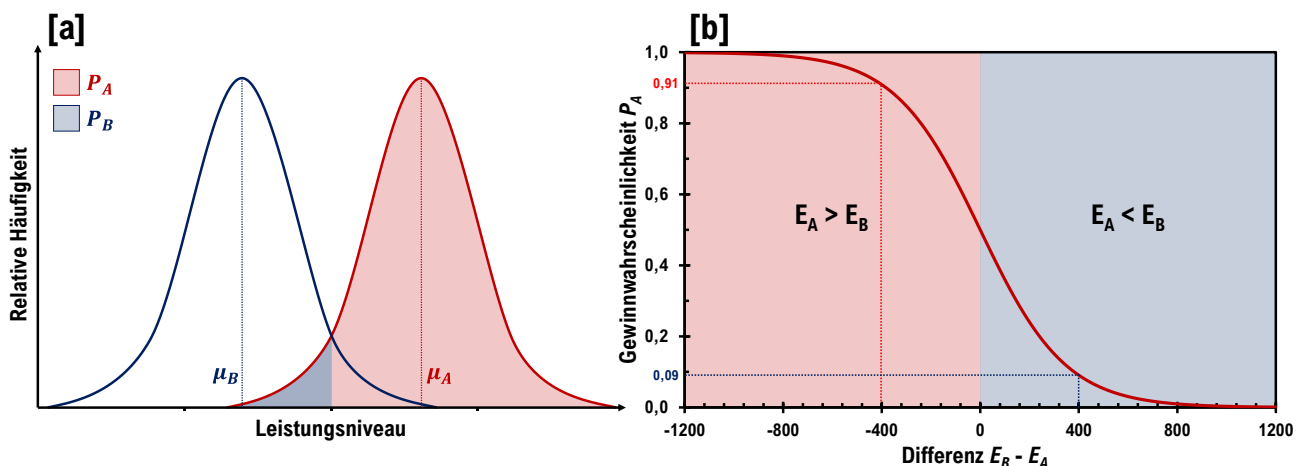 [a]
P_A
P_B
Relative Häufigkeit
μ_B
μ_A
Leistungsniveau
[b]
Gewinnwahrscheinlichkeit P_A
1,0
0,91
0,8
0,6
0,4
0,2
0,09
0,0
E_A > E_B
E_A < E_B
-1200
-800
-400
0
400
800
1200
Differenz E_B - E_A